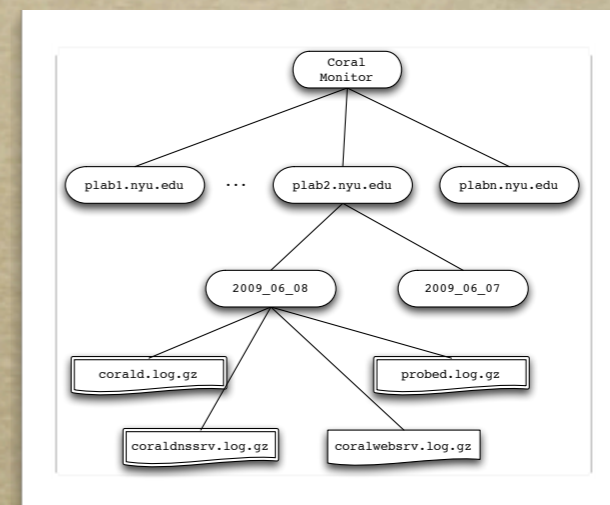 Coral
Monitor
plab1.nyu.edu
...
plab2.nyu.edu
plabn.nyu.edu
2009_06_08
2009_06_07
corald.log.gz
probed.log.gz
coraldnssrv.log.gz
coralwebsrv.log.gz